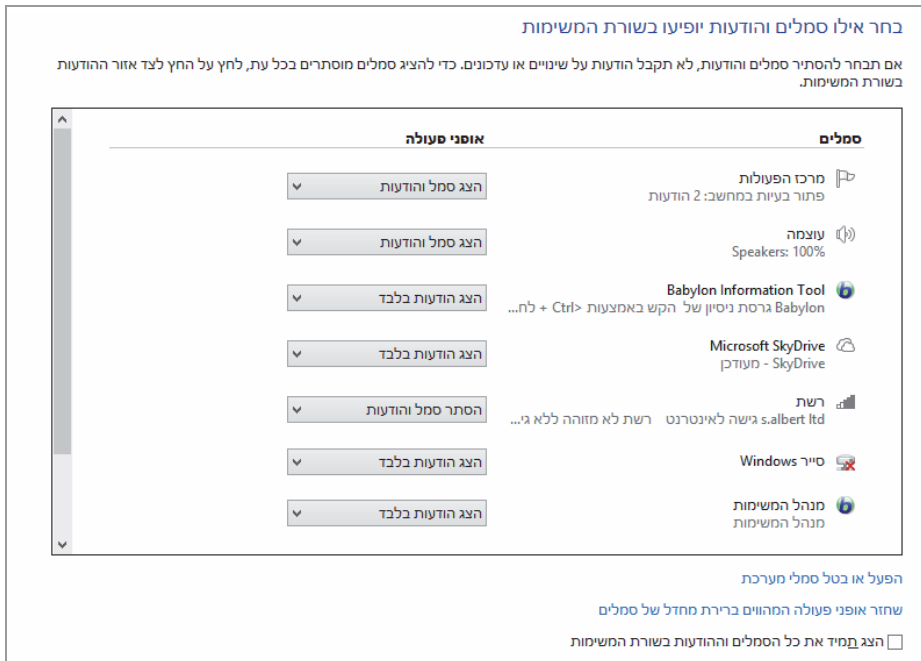 בחר אילו סמלים והודעות יופיעו בשורת המשימות
אם תבחר להסתיר סמלים והודעות, לא תקבל הודעות על שינויים או עדכונים. כדי להציג סמלים מוסתרים בכל עת, לחץ על החץ לצד אזור ההודעות
בשורת המשימות.
סמלים אופני פעולה
מרכז הפעולות הצג סמל והודעות
פתור בעיות במחשב: 2 הודעות
עוצמה הצג סמל והודעות
Speakers: 100%
Babylon Information Tool הצג הודעות בלבד
Babylon גרסת ניסיון של הקש באמצעות <Ctrl + לח...
Microsoft SkyDrive הצג הודעות בלבד
SkyDrive - מעודכן
רשת הסתר סמל והודעות
s.albert ltd גישה לאינטרנט רשת לא מזוהה ללא גי...
סייר Windows הצג הודעות בלבד
מנהל המשימות הצג הודעות בלבד
מנהל המשימות
הפעל או בטל סמלי מערכת
שחזר אופני פעולה המהווים ברירת מחדל של סמלים
הצג תמיד את כל הסמלים וההודעות בשורת המשימות